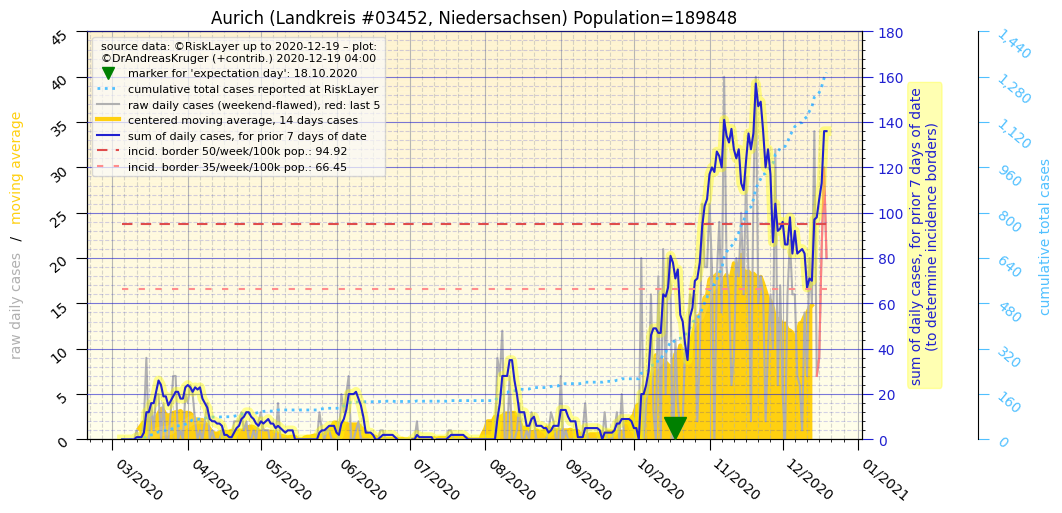 Aurich (Landkreis #03452, Niedersachsen) Population=189848
source data: ©RiskLayer up to 2020-12-19 – plot:
©DrAndreasKruger (+contrib.) 2020-12-19 04:00
marker for 'expectation day': 18.10.2020
cumulative total cases reported at RiskLayer
raw daily cases (weekend-flawed), red: last 5
centered moving average, 14 days cases
sum of daily cases, for prior 7 days of date
incid. border 50/week/100k pop.: 94.92
incid. border 35/week/100k pop.: 66.45
raw daily cases / moving average
45
40
35
30
25
20
15
10
5
0
03/2020
04/2020
05/2020
06/2020
07/2020
08/2020
09/2020
10/2020
11/2020
12/2020
01/2021
180
160
140
120
100
80
60
40
20
0
sum of daily cases, for prior 7 days of date
(to determine incidence borders)
1,440
1,280
1,120
960
800
640
480
320
160
0
cumulative total cases